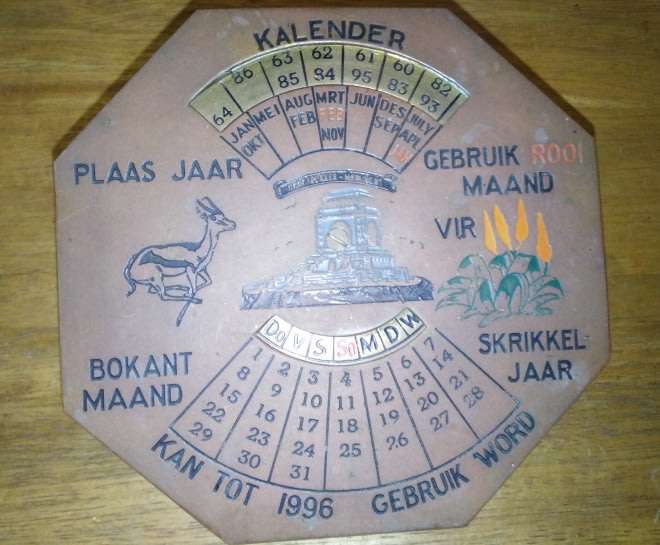 KALENDER
86 63 62 61 60 82
64 85 84 95 83 93
JAN MEI AUG MRT JUN DES JULY
OKT FEB FEB SEP APL
NOV
PLAAS JAAR
GEBRUIK ROOI
MAAND
VIR
SKRIKKEL-
JAAR
BOKANT
MAAND
Do V S So M D W
1 2 3 4 5 6 7
8 9 10 11 12 13 14
15 16 17 18 19 20 21
22 23 24 25 26 27 28
29 30 31
KAN TOT 1996 GEBRUIK WORD